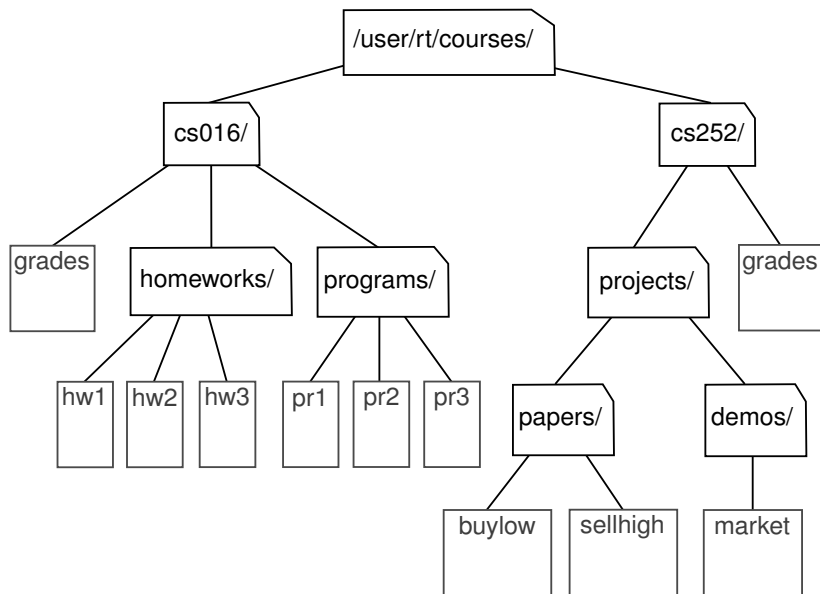 /user/rt/courses/
cs016/
cs252/
grades
homeworks/
programs/
projects/
grades
hw1
hw2
hw3
pr1
pr2
pr3
papers/
demos/
buylow
sellhigh
market